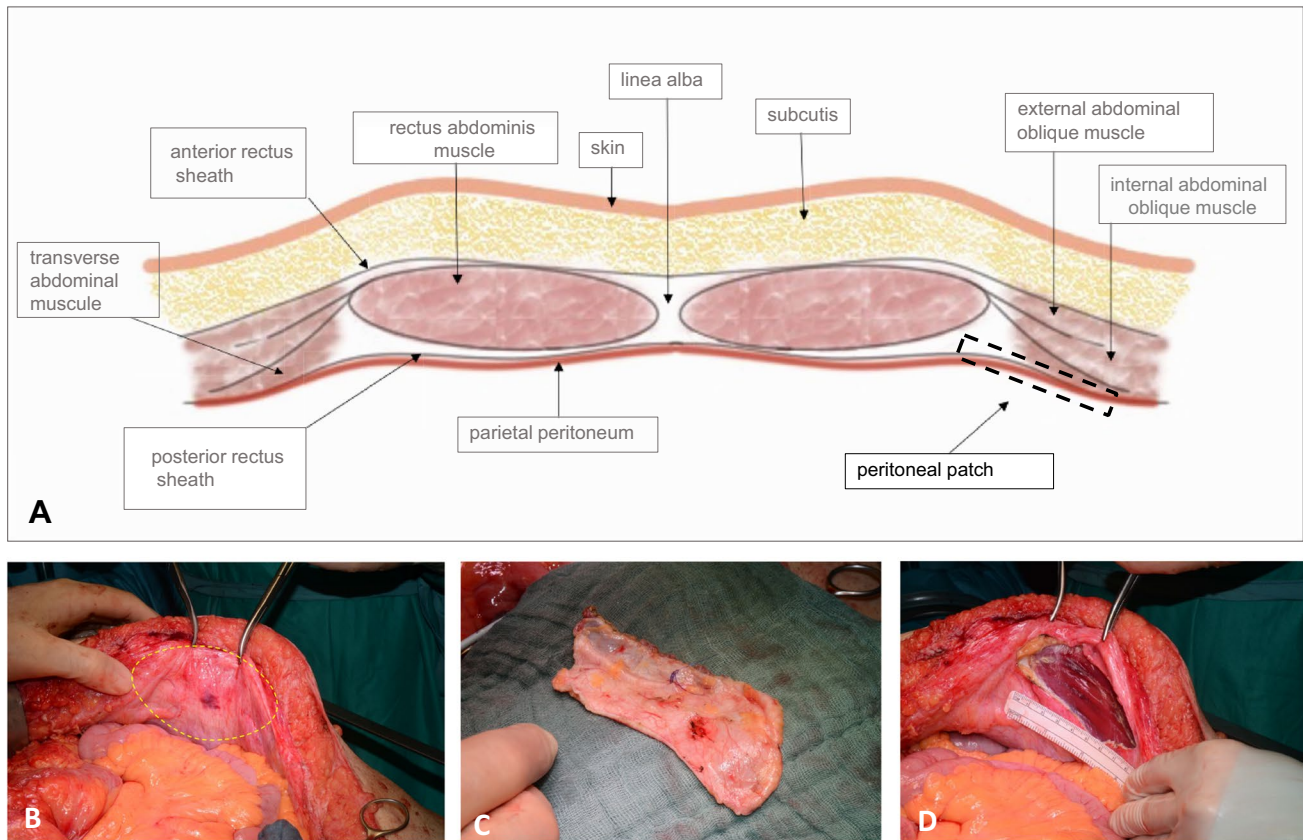 linea alba
subcutis
external abdominal
oblique muscle
rectus abdominis
muscle
skin
anterior rectus
sheath
internal abdominal
oblique muscle
transverse
abdominal
muscule
parietal peritoneum
posterior rectus
sheath
peritoneal patch
A
B
C
D